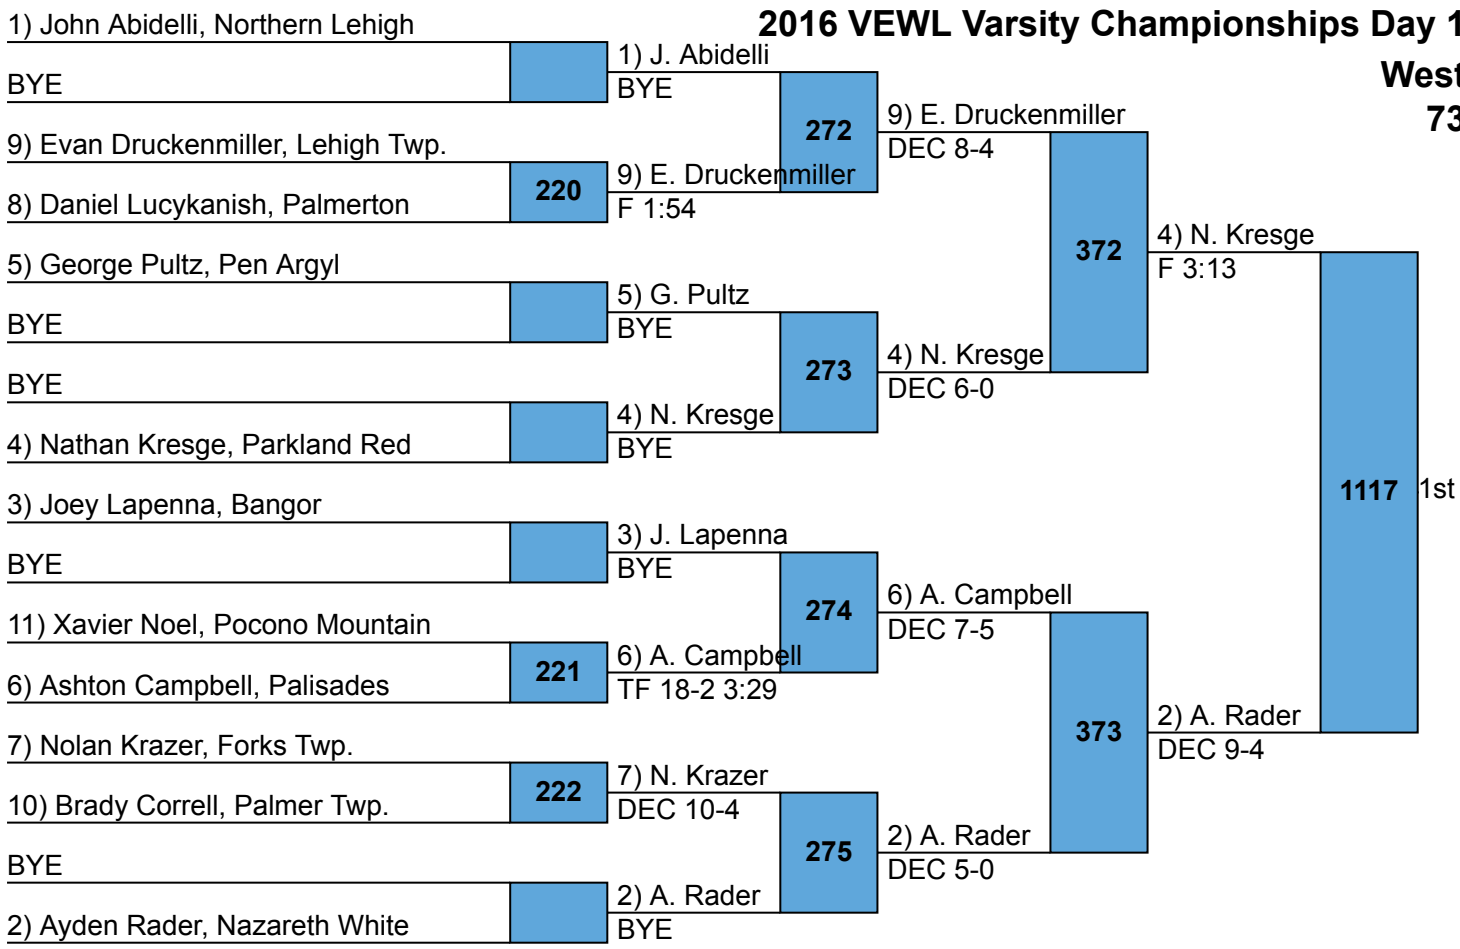 2016 VEWL Varsity Championships Day 1
West
73
1) John Abidelli, Northern Lehigh
BYE
9) Evan Druckenmiller, Lehigh Twp.
8) Daniel Lucykanish, Palmerton
5) George Pultz, Pen Argyl
BYE
BYE
4) Nathan Kresge, Parkland Red
3) Joey Lapenna, Bangor
BYE
11) Xavier Noel, Pocono Mountain
6) Ashton Campbell, Palisades
7) Nolan Krazer, Forks Twp.
10) Brady Correll, Palmer Twp.
BYE
2) Ayden Rader, Nazareth White
220
221
222
1) J. Abidelli
BYE
9) E. Druckenmiller
F 1:54
5) G. Pultz
BYE
4) N. Kresge
BYE
3) J. Lapenna
BYE
6) A. Campbell
TF 18-2 3:29
7) N. Krazer
DEC 10-4
2) A. Rader
BYE
272
273
274
275
9) E. Druckenmiller
DEC 8-4
4) N. Kresge
DEC 6-0
6) A. Campbell
DEC 7-5
2) A. Rader
DEC 5-0
372
373
4) N. Kresge
F 3:13
2) A. Rader
DEC 9-4
1117
1st